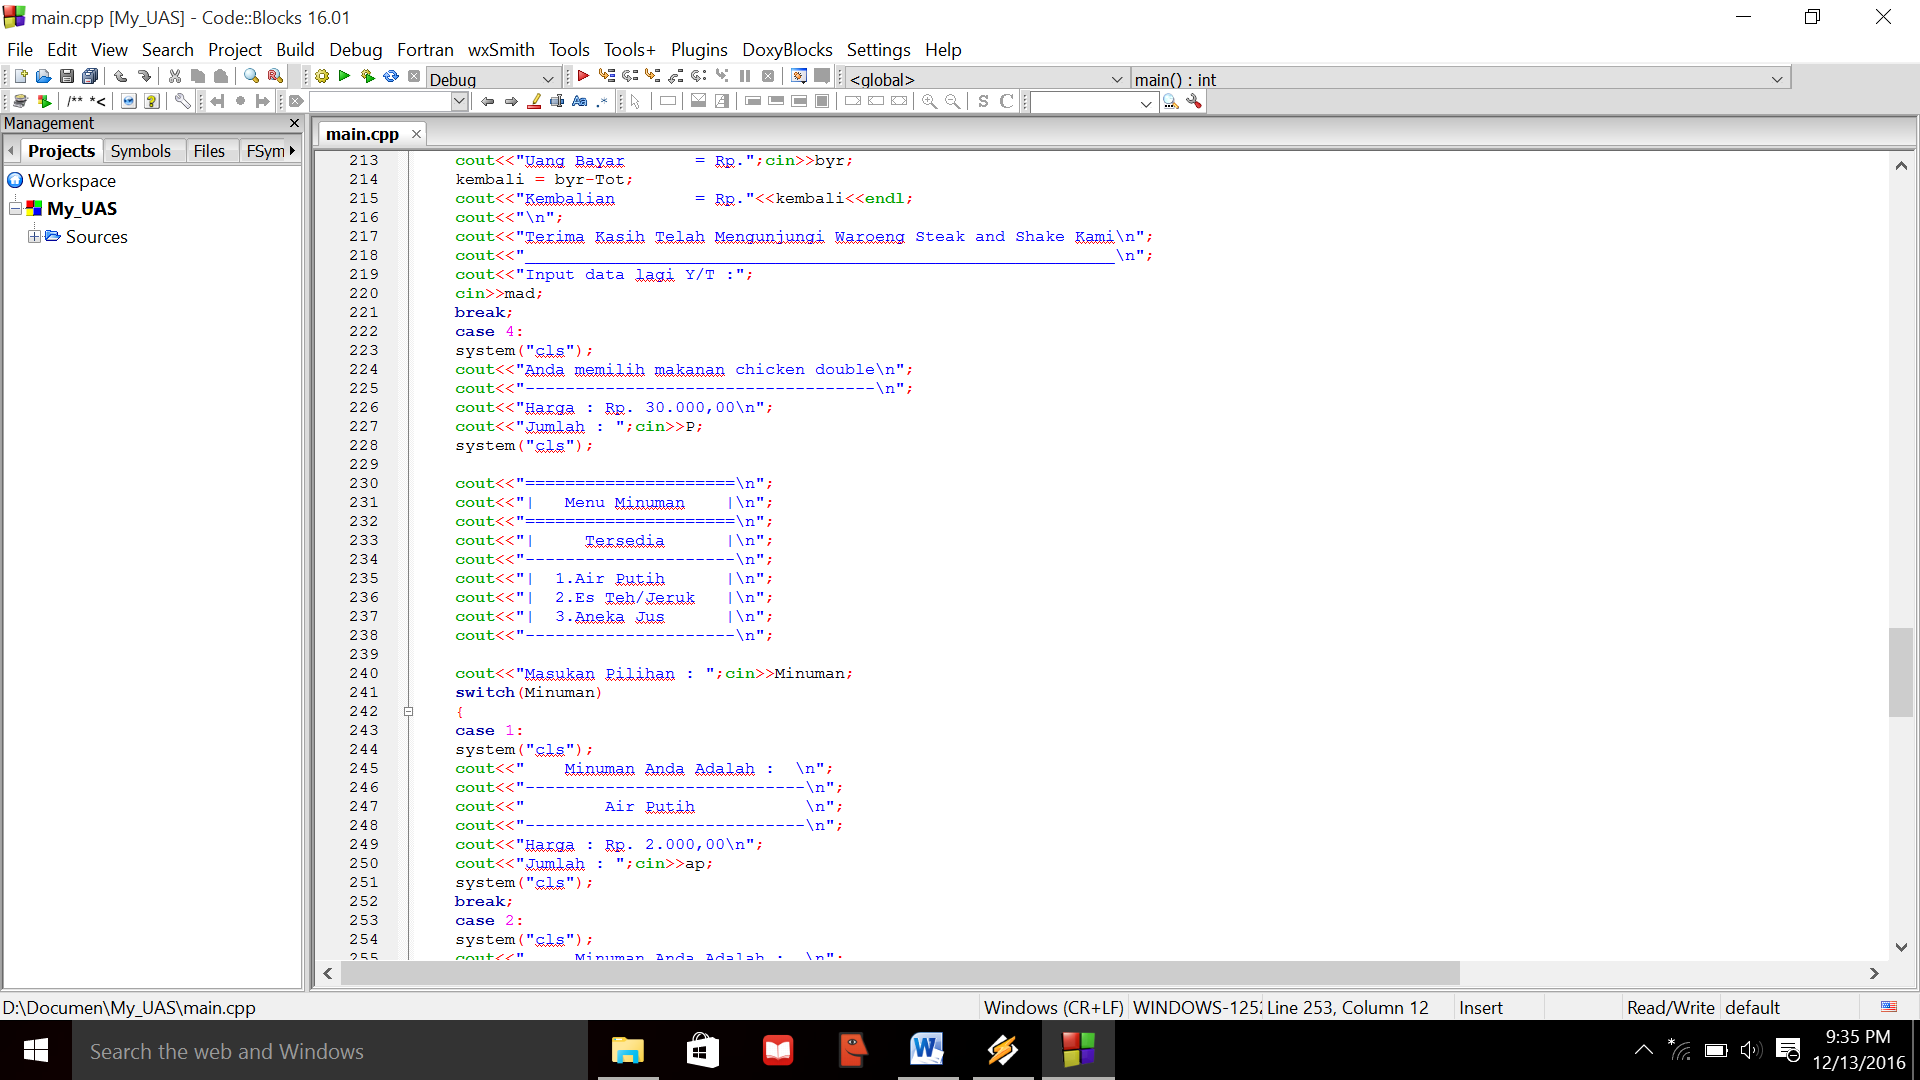 main.cpp [My_UAS] - Code::Blocks 16.01
File Edit View Search Project Build Debug Fortran wxSmith Tools Tools+ Plugins DoxyBlocks Settings Help
Debug <global> main() : int
/** *< Aa .* S C
Management
main.cpp
Projects Symbols Files FSym
Workspace
My_UAS
Sources
213 cout<<"Uang Bayar       = Rp.";cin>>byr;
214 kembali = byr-Tot;
215 cout<<"Kembalian        = Rp."<<kembali<<endl;
216 cout<<"\n";
217 cout<<"Terima Kasih Telah Mengunjungi Waroeng Steak and Shake Kami\n";
218 cout<<"___________________________________________________________\n";
219 cout<<"Input data lagi Y/T :";
220 cin>>mad;
221 break;
222 case 4:
223 system("cls");
224 cout<<"Anda memilih makanan chicken double\n";
225 cout<<"-----------------------------------\n";
226 cout<<"Harga : Rp. 30.000,00\n";
227 cout<<"Jumlah : ";cin>>P;
228 system("cls");
229
230 cout<<"=====================\n";
231 cout<<"|   Menu Minuman    |\n";
232 cout<<"=====================\n";
233 cout<<"|     Tersedia      |\n";
234 cout<<"---------------------\n";
235 cout<<"|  1.Air Putih      |\n";
236 cout<<"|  2.Es Teh/Jeruk   |\n";
237 cout<<"|  3.Aneka Jus      |\n";
238 cout<<"---------------------\n";
239
240 cout<<"Masukan Pilihan : ";cin>>Minuman;
241 switch(Minuman)
242 {
243 case 1:
244 system("cls");
245 cout<<"    Minuman Anda Adalah :  \n";
246 cout<<"----------------------------\n";
247 cout<<"        Air Putih           \n";
248 cout<<"----------------------------\n";
249 cout<<"Harga : Rp. 2.000,00\n";
250 cout<<"Jumlah : ";cin>>ap;
251 system("cls");
252 break;
253 case 2:
254 system("cls");
255 cout<<"     Minuman Anda Adalah :  \n";
D:\Documen\My_UAS\main.cpp Windows (CR+LF) WINDOWS-1252 Line 253, Column 12 Insert Read/Write default
Search the web and Windows
9:35 PM
12/13/2016